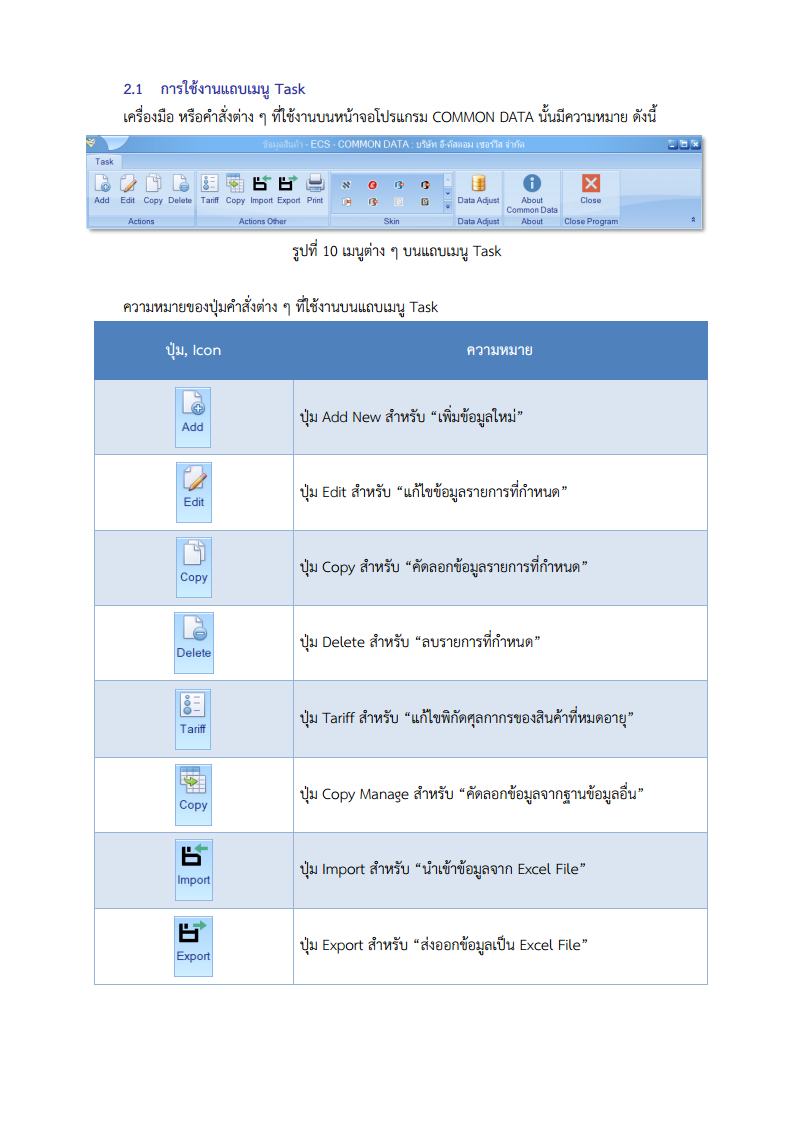 2.1 การใช้งานแถบเมนู Task
เครื่องมือ หรือคำสั่งต่าง ๆ ที่ใช้งานบนหน้าจอโปรแกรม COMMON DATA นั้นมีความหมาย ดังนี้
ข้อมูลสินค้า - ECS - COMMON DATA : บริษัท อี-คัสตอม เซอร์วิส จำกัด
Task
Add Edit Copy Delete Tariff Copy Import Export Print Data Adjust About Common Data Close
Actions Actions Other Skin Data Adjust About Close Program
รูปที่ 10 เมนูต่าง ๆ บนแถบเมนู Task
ความหมายของปุ่มคำสั่งต่าง ๆ ที่ใช้งานบนแถบเมนู Task
ปุ่ม, Icon ความหมาย
Add ปุ่ม Add New สำหรับ “เพิ่มข้อมูลใหม่”
Edit ปุ่ม Edit สำหรับ “แก้ไขข้อมูลรายการที่กำหนด”
Copy ปุ่ม Copy สำหรับ “คัดลอกข้อมูลรายการที่กำหนด”
Delete ปุ่ม Delete สำหรับ “ลบรายการที่กำหนด”
Tariff ปุ่ม Tariff สำหรับ “แก้ไขพิกัดศุลกากรของสินค้าที่หมดอายุ”
Copy ปุ่ม Copy Manage สำหรับ “คัดลอกข้อมูลจากฐานข้อมูลอื่น”
Import ปุ่ม Import สำหรับ “นำเข้าข้อมูลจาก Excel File”
Export ปุ่ม Export สำหรับ “ส่งออกข้อมูลเป็น Excel File”